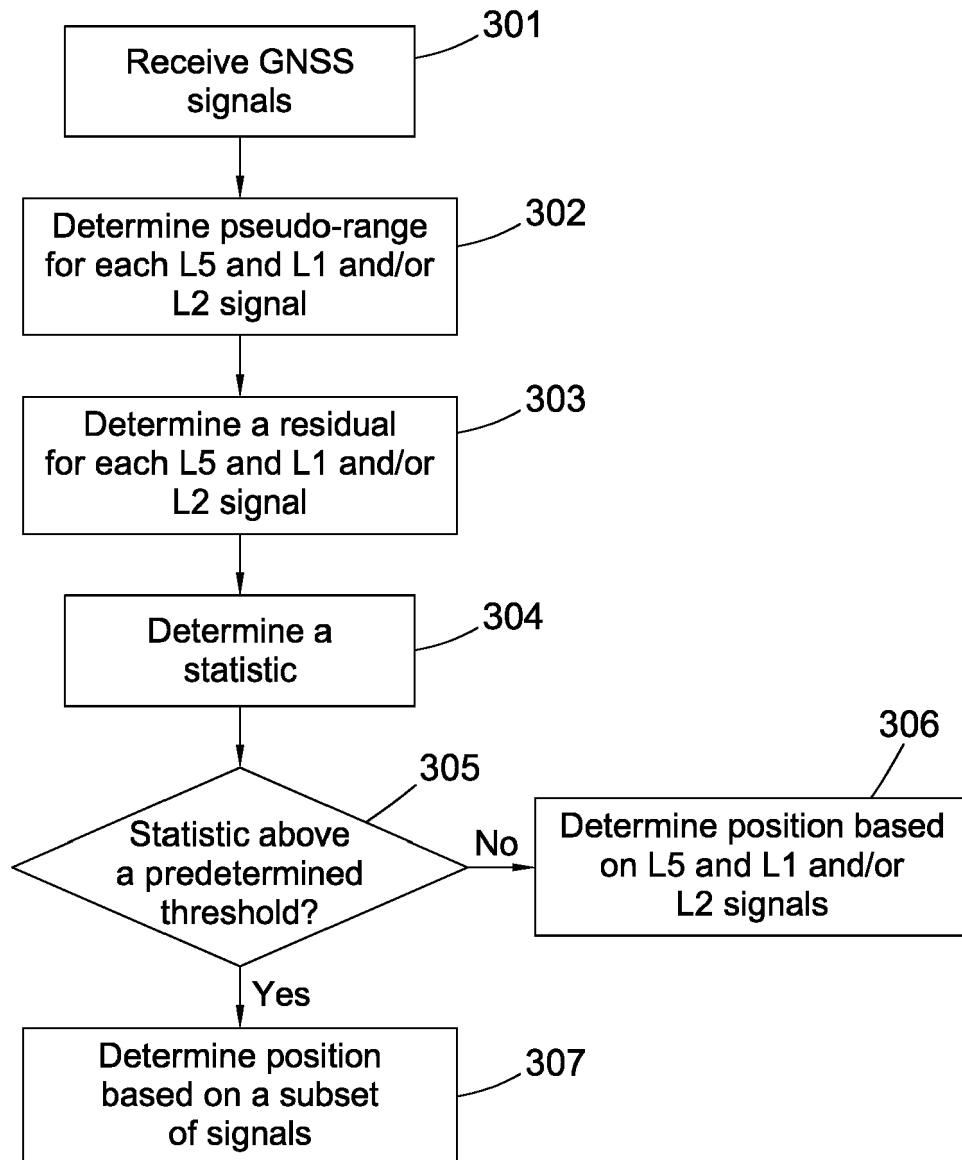 301
Receive GNSS
signals
302
Determine pseudo-range
for each L5 and L1 and/or
L2 signal
303
Determine a residual
for each L5 and L1 and/or
L2 signal
304
Determine a
statistic
305
Statistic above
a predetermined
threshold?
No
306
Determine position based
on L5 and L1 and/or
L2 signals
Yes
307
Determine position
based on a subset
of signals